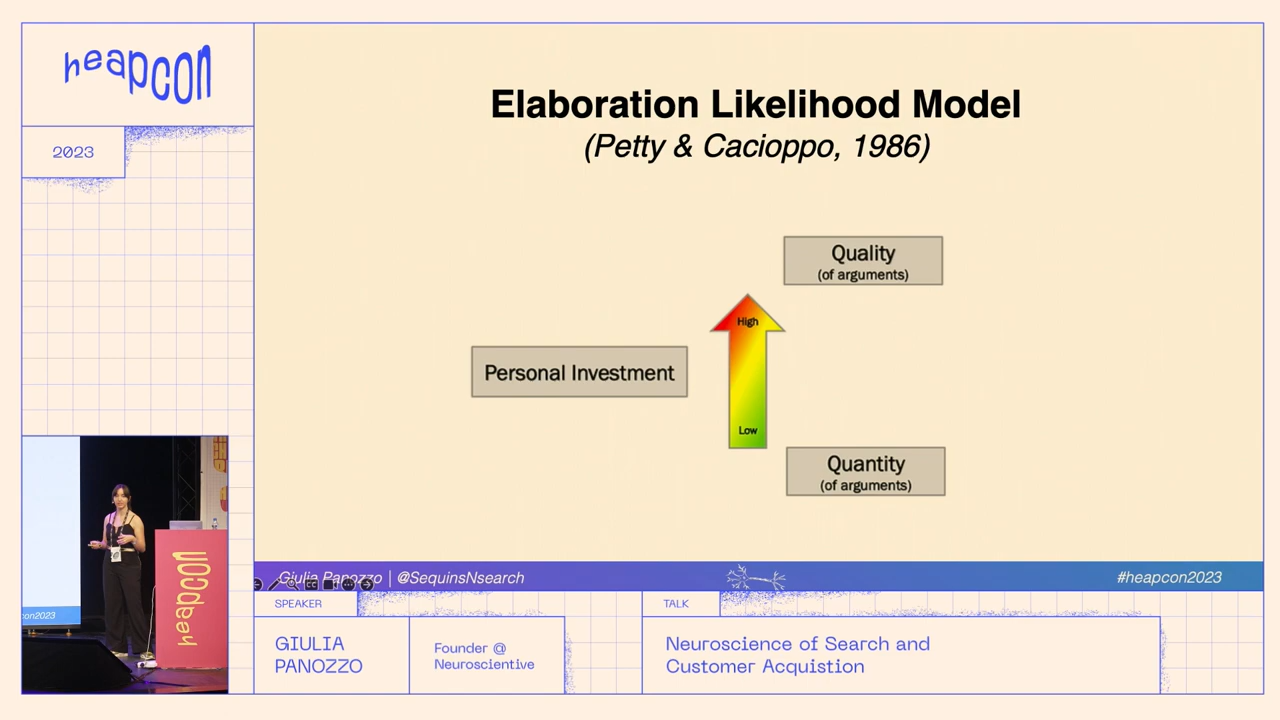 heapcon
2023
Elaboration Likelihood Model
(Petty & Cacioppo, 1986)
Quality
(of arguments)
High
Personal Investment
Low
Quantity
(of arguments)
Giulia Panozzo | @SequinsNsearch
#heapcon2023
heapcon
con2023
SPEAKER
GIULIA
PANOZZO
Founder @
Neuroscientive
TALK
Neuroscience of Search and
Customer Acquistion